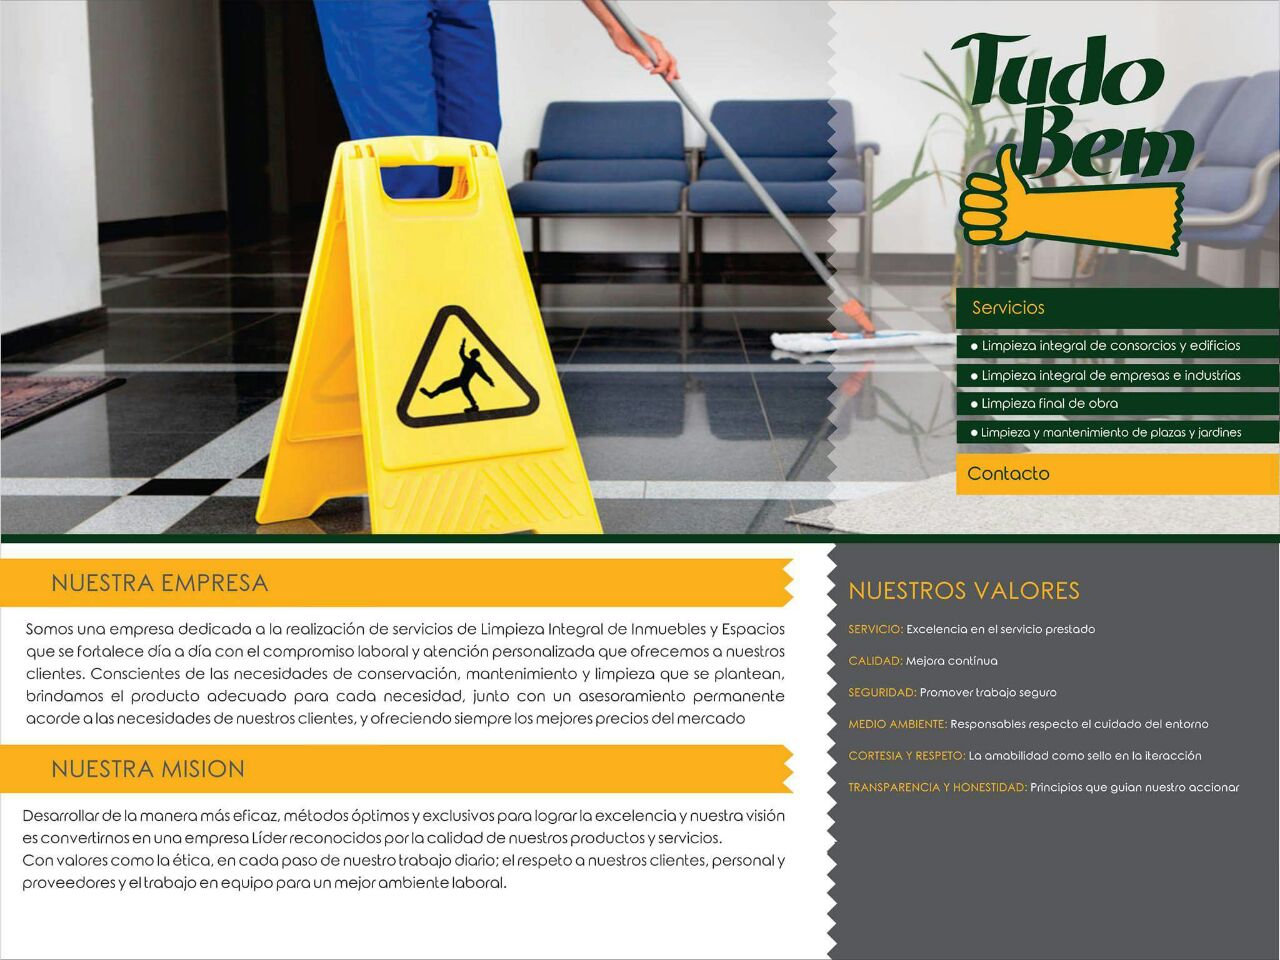 Tudo
Bem
Servicios
● Limpieza integral de consorcios y edificios
● Limpieza integral de empresas e industrias
● Limpieza final de obra
● Limpieza y mantenimiento de plazas y jardines
Contacto
NUESTRA EMPRESA
Somos una empresa dedicada a la realización de servicios de Limpieza Integral de Inmuebles y Espacios
que se fortalece día a día con el compromiso laboral y atención personalizada que ofrecemos a nuestros
clientes. Conscientes de las necesidades de conservación, mantenimiento y limpieza que se plantean,
brindamos el producto adecuado para cada necesidad, junto con un asesoramiento permanente
acorde a las necesidades de nuestros clientes, y ofreciendo siempre los mejores precios del mercado
NUESTRA MISION
Desarrollar de la manera más eficaz, métodos óptimos y exclusivos para lograr la excelencia y nuestra visión
es convertirnos en una empresa Líder reconocidos por la calidad de nuestros productos y servicios.
Con valores como la ética, en cada paso de nuestro trabajo diario; el respeto a nuestros clientes, personal y
proveedores y el trabajo en equipo para un mejor ambiente laboral.
NUESTROS VALORES
SERVICIO: Excelencia en el servicio prestado
CALIDAD: Mejora contínua
SEGURIDAD: Promover trabajo seguro
MEDIO AMBIENTE: Responsables respecto el cuidado del entorno
CORTESIA Y RESPETO: La amabilidad como sello en la iteracción
TRANSPARENCIA Y HONESTIDAD: Principios que guian nuestro accionar